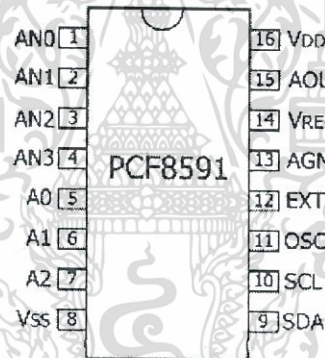 AN0 1 16 VDD
AN1 2 15
AN2 3 14 VRE
AN3 4 13 AGN
PCF8591
A0 5 12 EXT
A1 6 11 OSC
A2 7 10 SCL
VSS 8 9 SDA